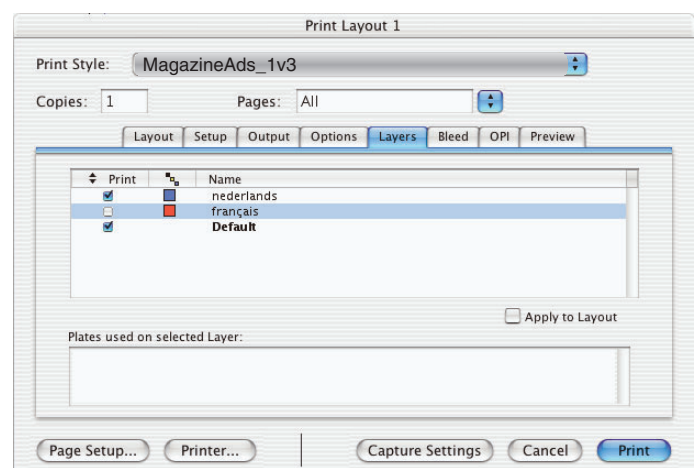 Print Layout 1
Print Style: MagazineAds_1v3
Copies: 1 Pages: All
Layout Setup Output Options Layers Bleed OPI Preview
Print Name
nederlands
français
Default
Apply to Layout
Plates used on selected Layer:
Page Setup... Printer... Capture Settings Cancel Print